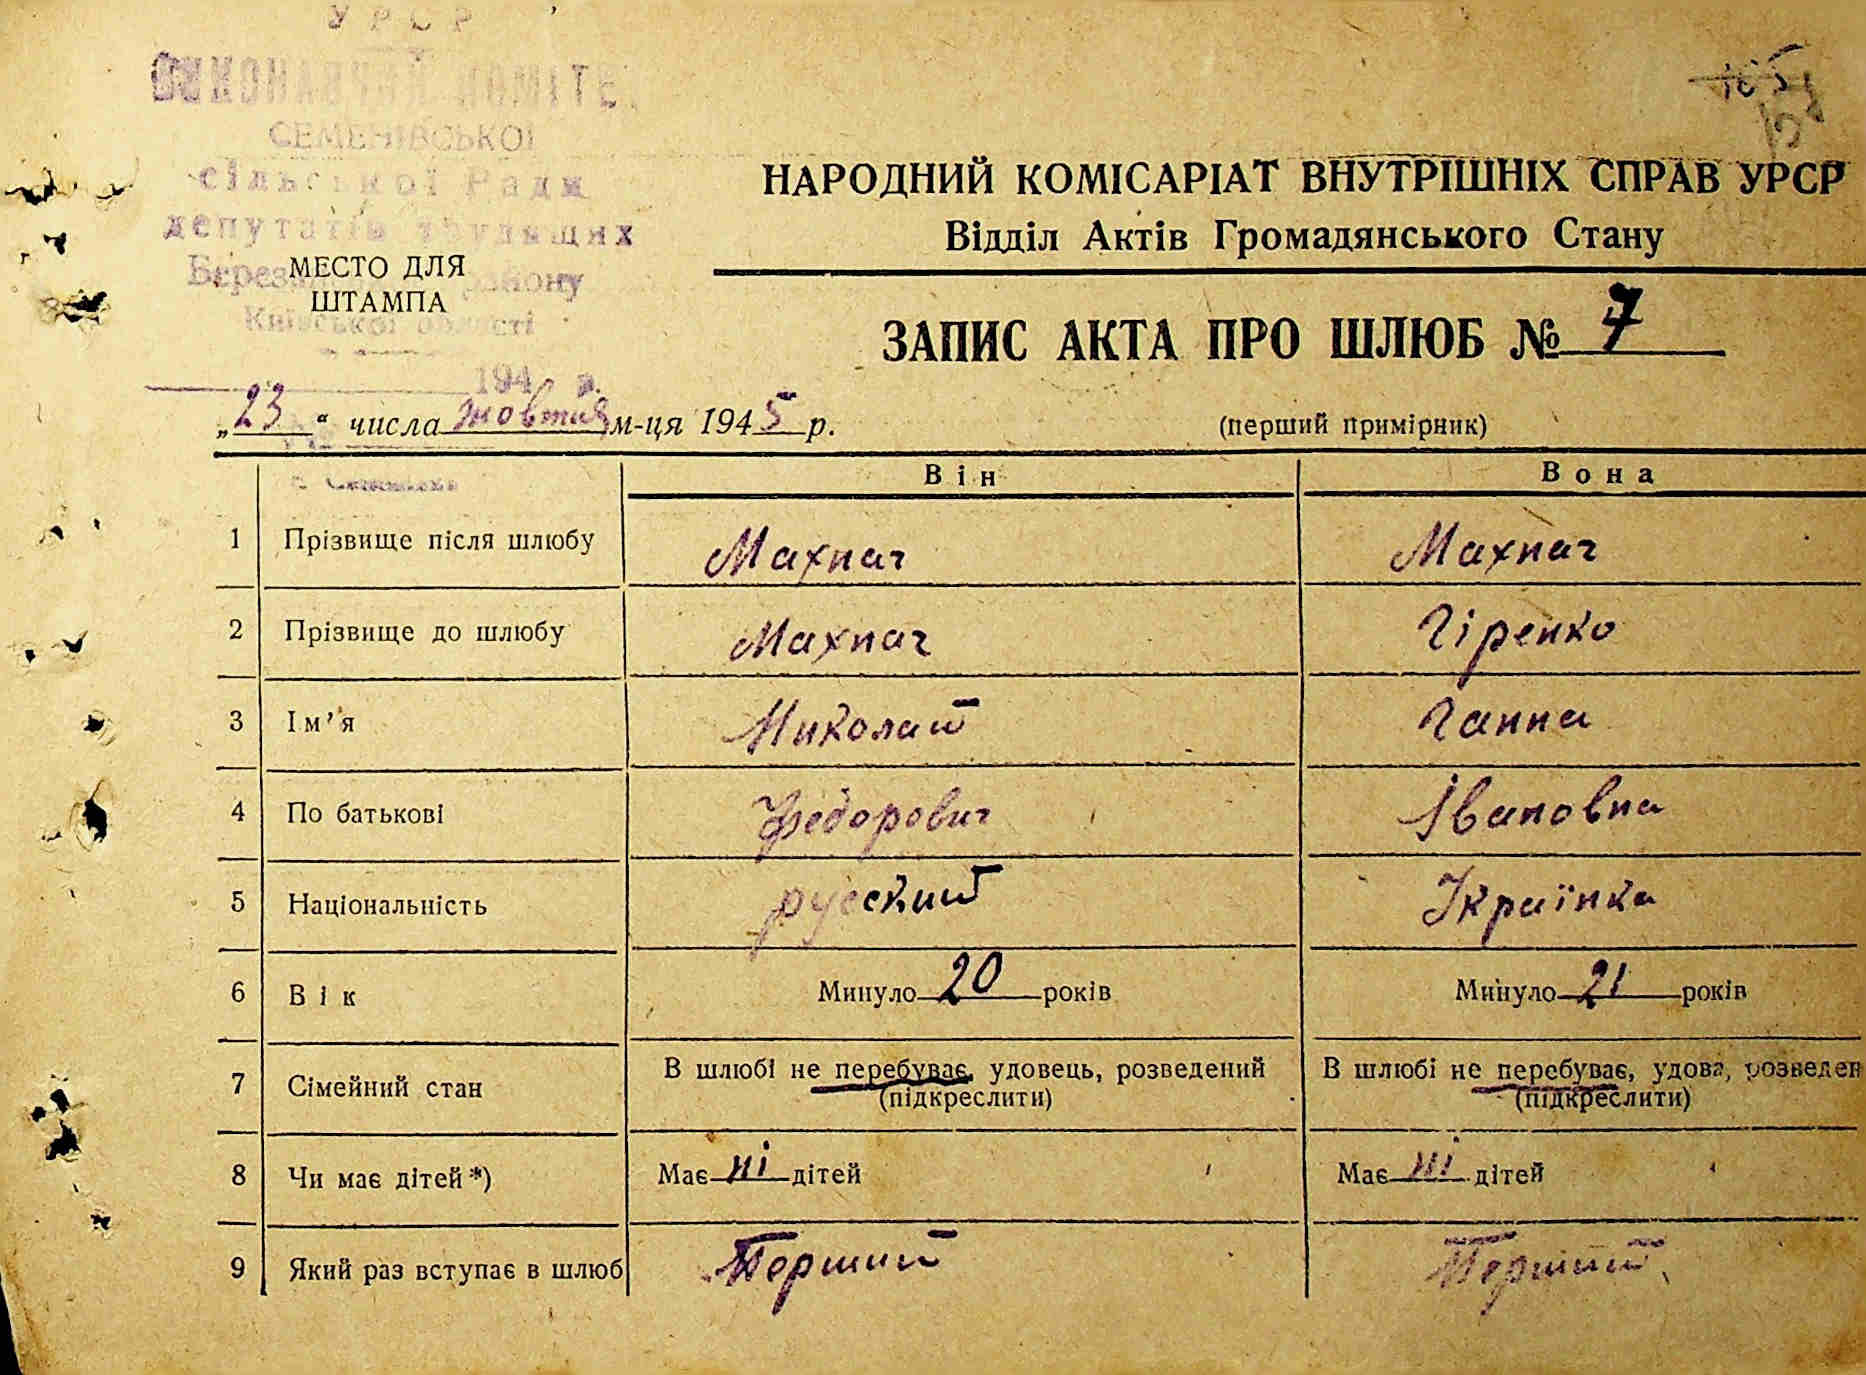 УРСР
ВИКОНАВЧИЙ КОМІТЕ
СЕМЕНІВСЬКОЇ
сільської Ради
депутатів трудящих
Київської області
МЕСТО ДЛЯ
ШТАМПА
194 р.
105
НАРОДНИЙ КОМІСАРІАТ ВНУТРІШНІХ СПРАВ УРСР
Відділ Актів Громадянського Стану
ЗАПИС АКТА ПРО ШЛЮБ № 7
„23“ числа жовтня м-ця 1945 р.
(перший примірник)
Він Вона
1 Прізвище після шлюбу Махнач Махнач
2 Прізвище до шлюбу Махнач Гіренко
3 Ім’я Николай Ганна
4 По батькові Федорович Івановна
5 Національність русский Українка
6 Вік Минуло 20 років Минуло 21 років
7 Сімейний стан В шлюбі не перебуває, удовець, розведений В шлюбі не перебуває, удова, розведен
(підкреслити) (підкреслити)
8 Чи має дітей*) Має ні дітей Має ні дітей
9 Який раз вступає в шлюб Перший Перший